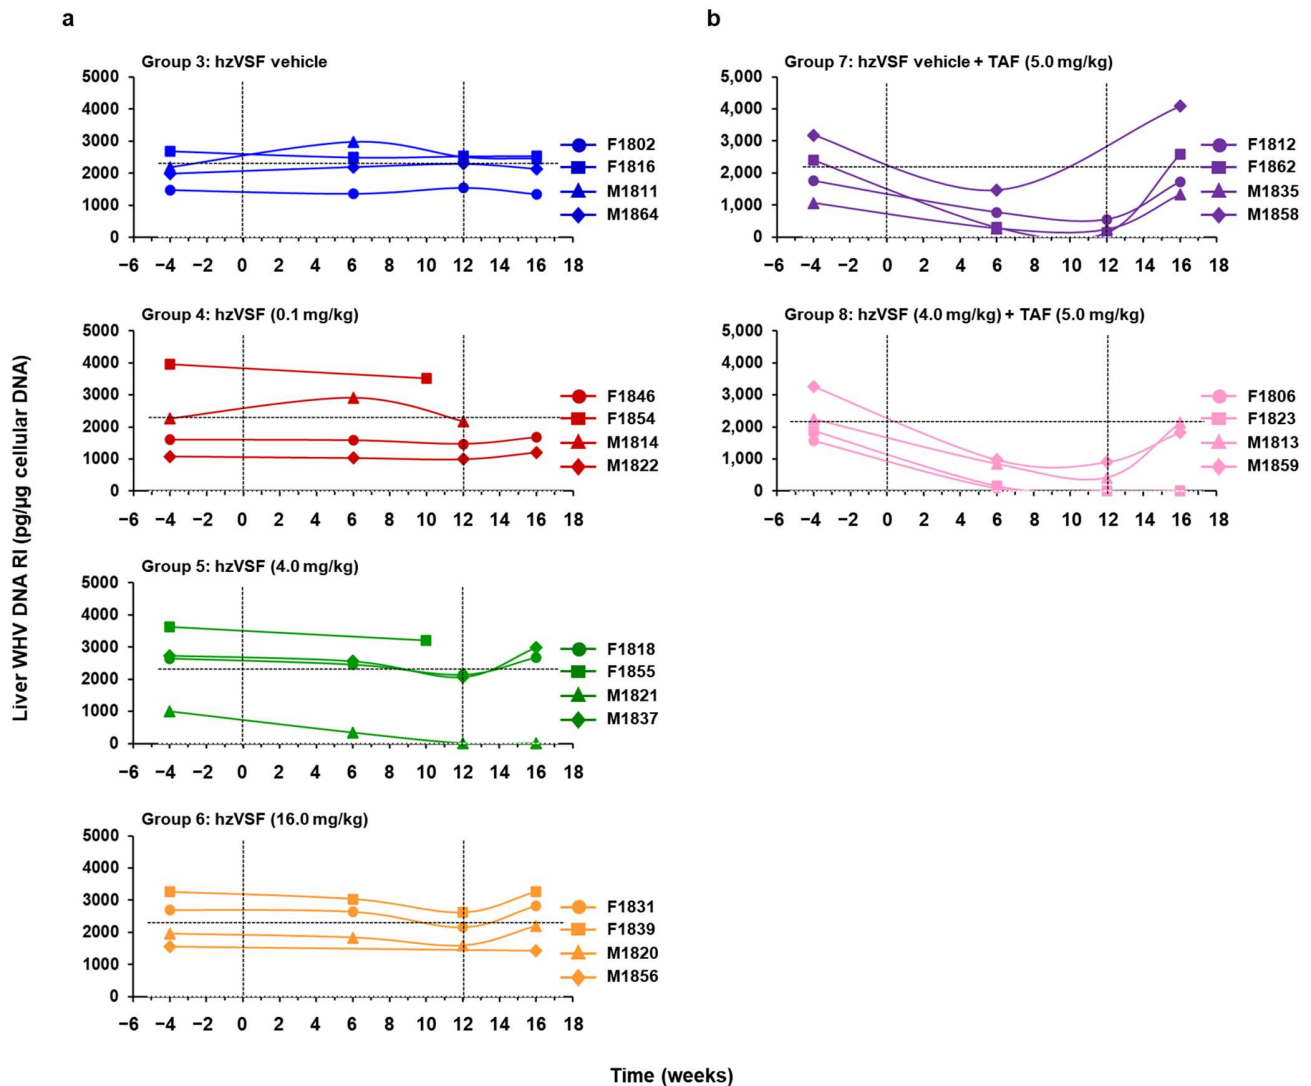 a
Group 3: hzVSF vehicle
5000
4000
3000
2000
1000
0
−6 −4 −2 0 2 4 6 8 10 12 14 16 18
F1802
F1816
M1811
M1864
Group 4: hzVSF (0.1 mg/kg)
5000
4000
3000
2000
1000
0
−6 −4 −2 0 2 4 6 8 10 12 14 16 18
F1846
F1854
M1814
M1822
Group 5: hzVSF (4.0 mg/kg)
5000
4000
3000
2000
1000
0
−6 −4 −2 0 2 4 6 8 10 12 14 16 18
F1818
F1855
M1821
M1837
Group 6: hzVSF (16.0 mg/kg)
5000
4000
3000
2000
1000
0
−6 −4 −2 0 2 4 6 8 10 12 14 16 18
F1831
F1839
M1820
M1856
b
Group 7: hzVSF vehicle + TAF (5.0 mg/kg)
5,000
4,000
3,000
2,000
1,000
0
−6 −4 −2 0 2 4 6 8 10 12 14 16 18
F1812
F1862
M1835
M1858
Group 8: hzVSF (4.0 mg/kg) + TAF (5.0 mg/kg)
5,000
4,000
3,000
2,000
1,000
0
−6 −4 −2 0 2 4 6 8 10 12 14 16 18
F1806
F1823
M1813
M1859
Liver WHV DNA RI (pg/µg cellular DNA)
Time (weeks)